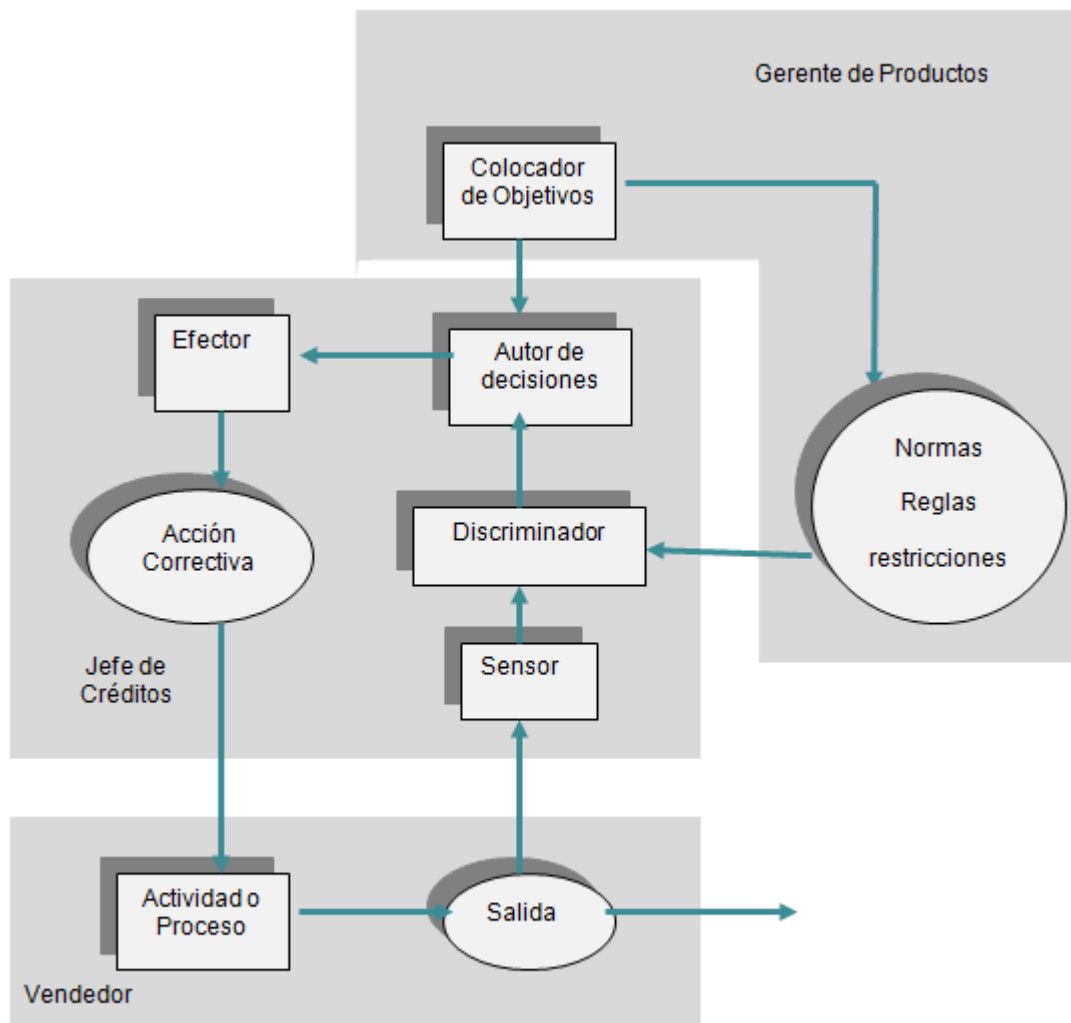 Gerente de Productos
Colocador
de Objetivos
Efector
Autor de
decisiones
Normas
Reglas
restricciones
Acción
Correctiva
Discriminador
Jefe de
Créditos
Sensor
Actividad o
Proceso
Salida
Vendedor